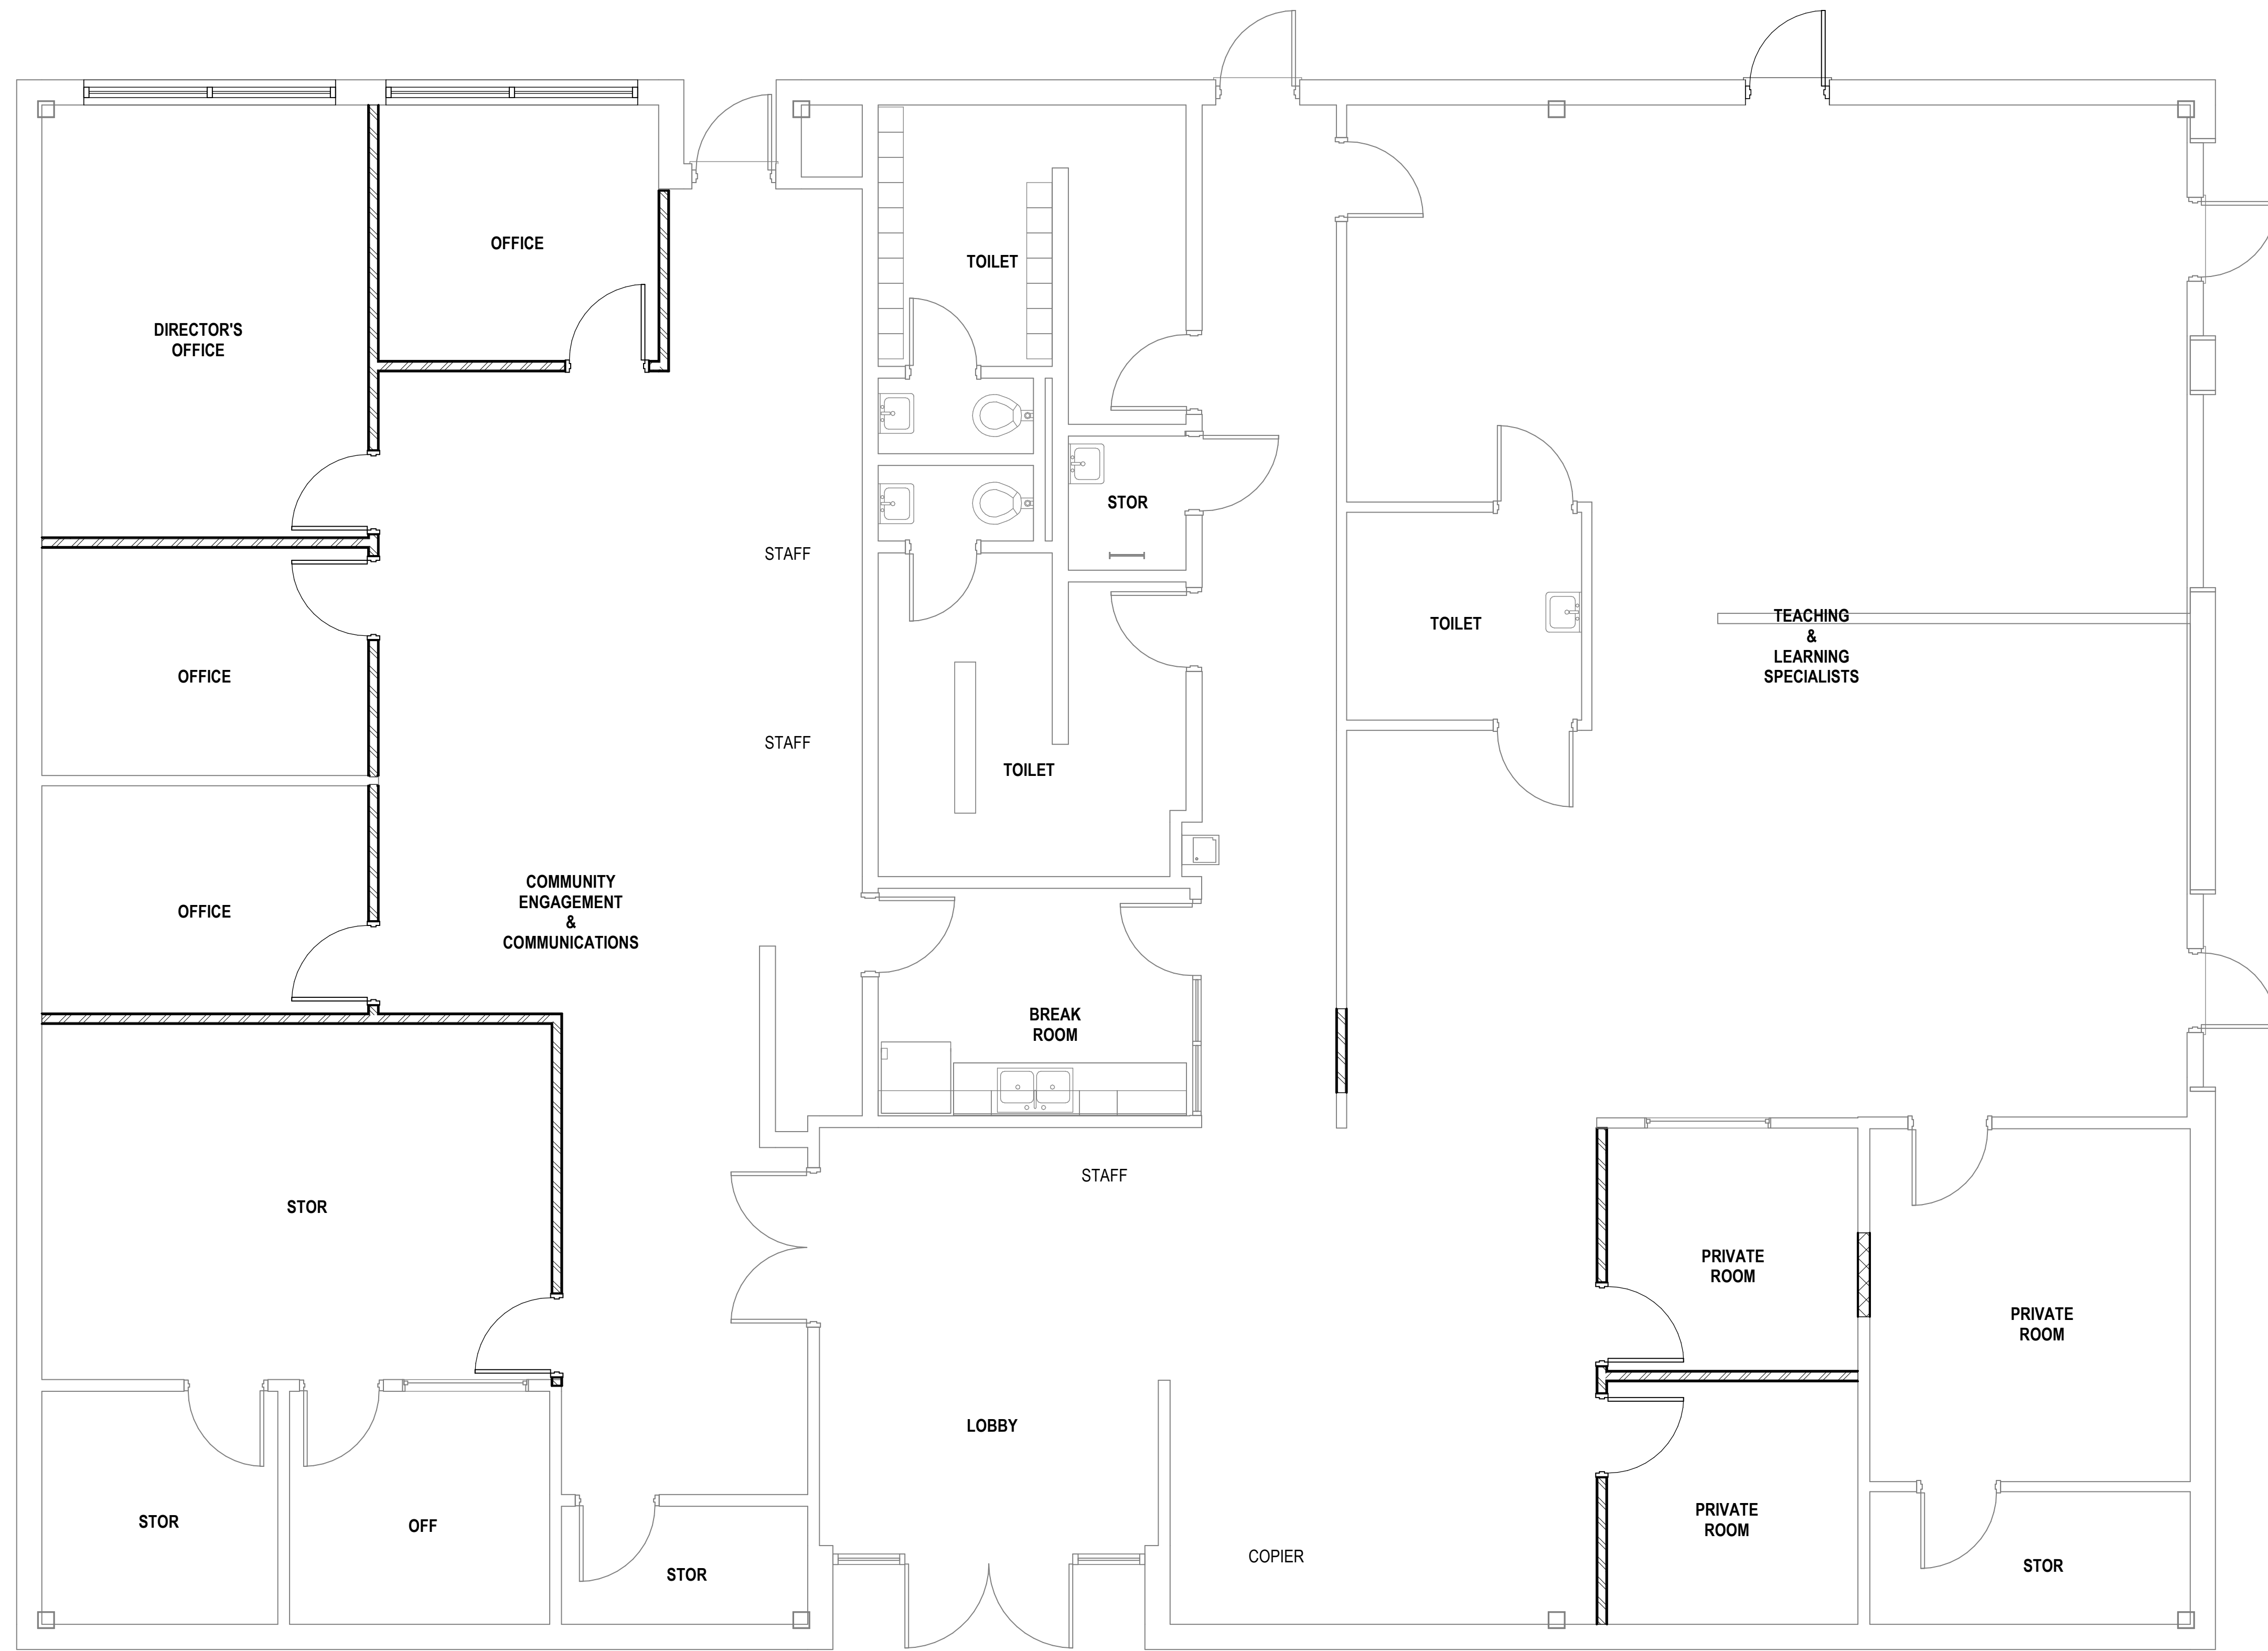 OFFICE
TOILET
DIRECTOR'S
OFFICE
STOR
STAFF
TOILET
TEACHING
&
LEARNING
SPECIALISTS
OFFICE
STAFF
TOILET
COMMUNITY
ENGAGEMENT
&
COMMUNICATIONS
OFFICE
BREAK
ROOM
STAFF
STOR
PRIVATE
ROOM
PRIVATE
ROOM
LOBBY
STOR
OFF
PRIVATE
ROOM
COPIER
STOR
STOR